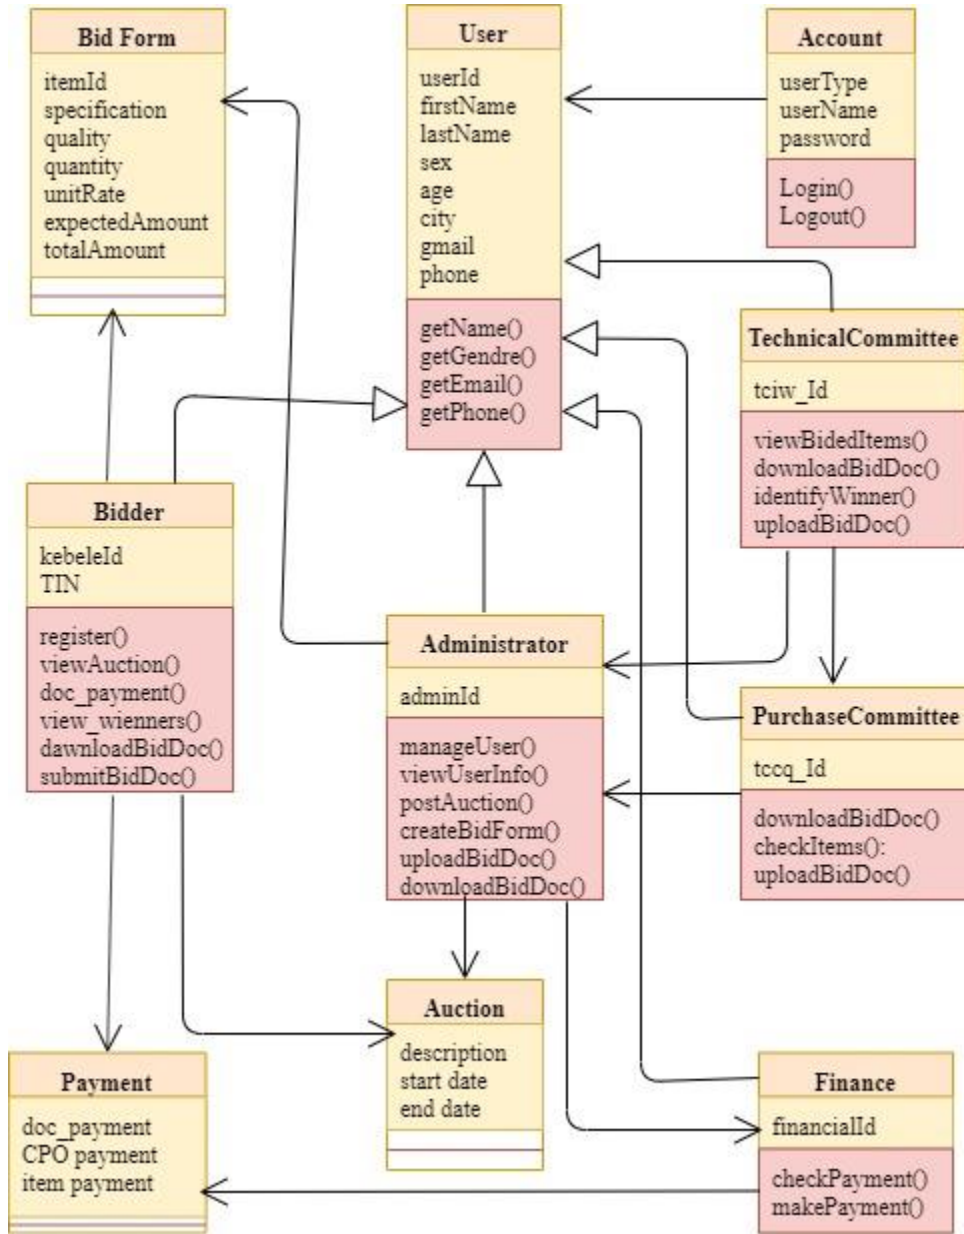 Bid Form
itemId
specification
quality
quantity
unitRate
expectedAmount
totalAmount
User
userId
firstName
lastName
sex
age
city
gmail
phone
getName()
getGendre()
getEmail()
getPhone()
Account
userType
userName
password
Login()
Logout()
TechnicalCommittee
tciw_Id
viewBidedItems()
downloadBidDoc()
identifyWinner()
uploadBidDoc()
Bidder
kebeleId
TIN
register()
viewAuction()
doc_payment()
view_wienners()
dawnloadBidDoc()
submitBidDoc()
Administrator
adminId
manageUser()
viewUserInfo()
postAuction()
createBidForm()
uploadBidDoc()
downloadBidDoc()
PurchaseCommittee
tccq_Id
downloadBidDoc()
checkItems():
uploadBidDoc()
Auction
description
start date
end date
Payment
doc_payment
CPO payment
item payment
Finance
financialId
checkPayment()
makePayment()